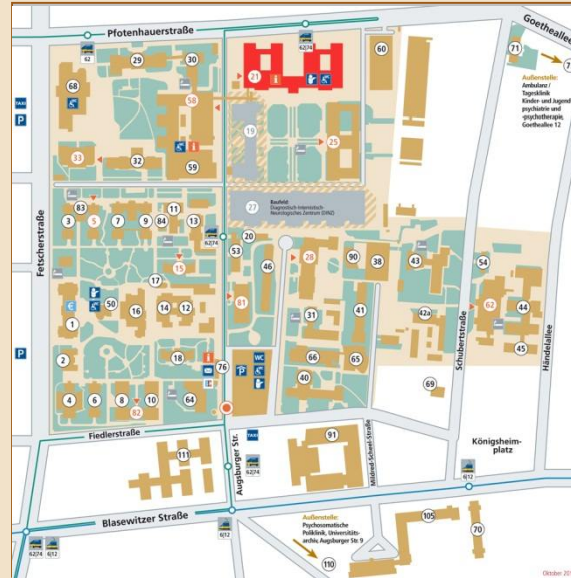 Pfotenhauerstraße
Goetheallee
62
29
30
62|74
21
60
71
68
58
19
25
Außenstelle:
Ambulanz/
Tagesklinik
Kinder- und Jugend
psychiatrie und
-psychotherapie,
Goetheallee 12
TAXI
P
33
32
59
27
Baufeld:
Diagnostisch-Internistisch-
Neurologisches Zentrum (DINZ)
Fetscherstraße
83
3
5
7
9
84
11
13
62|74
20
53
15
17
46
28
90
38
43
54
62
44
45
€
50
1
16
14
12
81
31
41
42a
Schubertstraße
Händelallee
P
2
18
76
WC
66
65
40
69
4
6
8
10
82
64
Fiedlerstraße
111
Augsburger Str.
TAXI
62|74
91
Mildred-Scheel-Straße
Königsheim-
platz
6|12
Blasewitzer Straße
62|74
6|12
6|12
Außenstelle:
Psychosomatische
Poliklinik, Universitäts-
archiv, Augsburger Str. 9
110
105
70